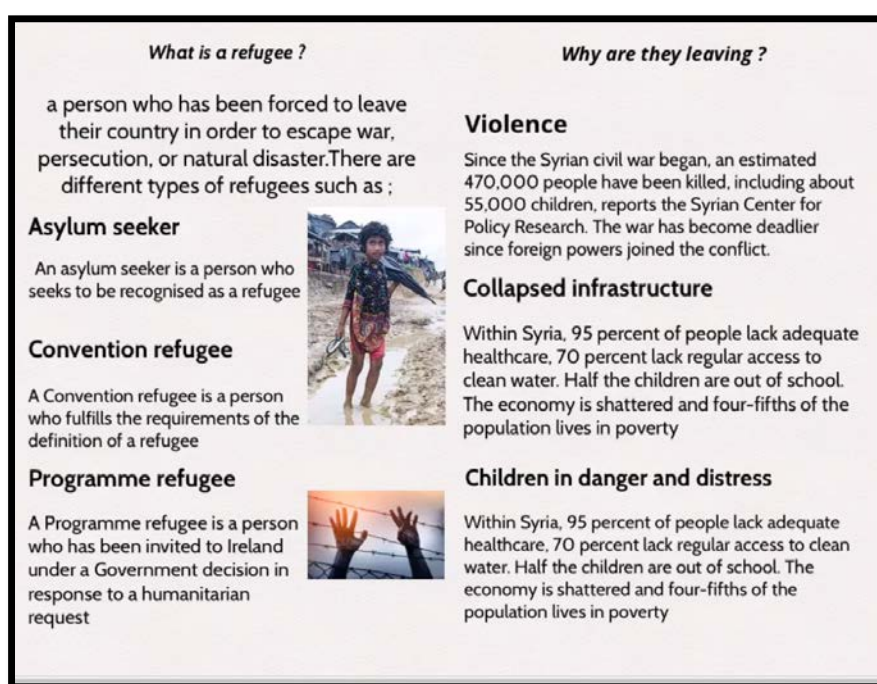 What is a refugee ?
a person who has been forced to leave
their country in order to escape war,
persecution, or natural disaster.There are
different types of refugees such as ;
Asylum seeker
An asylum seeker is a person who
seeks to be recognised as a refugee
Convention refugee
A Convention refugee is a person
who fulfills the requirements of the
definition of a refugee
Programme refugee
A Programme refugee is a person
who has been invited to Ireland
under a Government decision in
response to a humanitarian
request
Why are they leaving ?
Violence
Since the Syrian civil war began, an estimated
470,000 people have been killed, including about
55,000 children, reports the Syrian Center for
Policy Research. The war has become deadlier
since foreign powers joined the conflict.
Collapsed infrastructure
Within Syria, 95 percent of people lack adequate
healthcare, 70 percent lack regular access to
clean water. Half the children are out of school.
The economy is shattered and four-fifths of the
population lives in poverty
Children in danger and distress
Within Syria, 95 percent of people lack adequate
healthcare, 70 percent lack regular access to clean
water. Half the children are out of school. The
economy is shattered and four-fifths of the
population lives in poverty